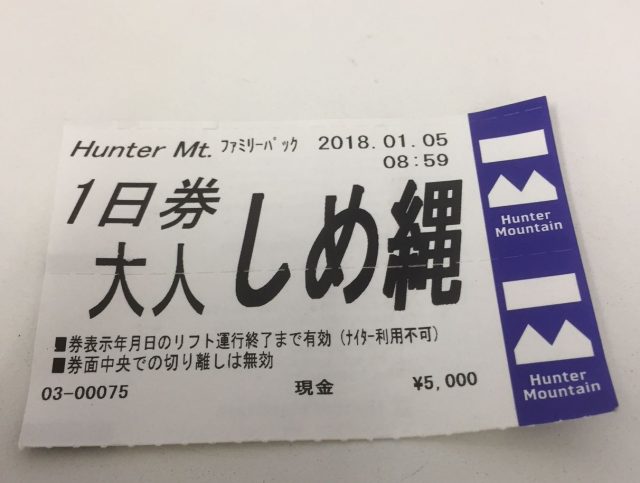 Hunter Mt. ﾌｧﾐﾘｰﾊﾟｯｸ 2018.01.05
08:59
1日券
大人 しめ縄
■券表示年月日のリフト運行終了まで有効（ﾅｲﾀｰ利用不可）
■券面中央での切り離しは無効
03-00075 現金 ¥5,000
Hunter
Mountain
Hunter
Mountain